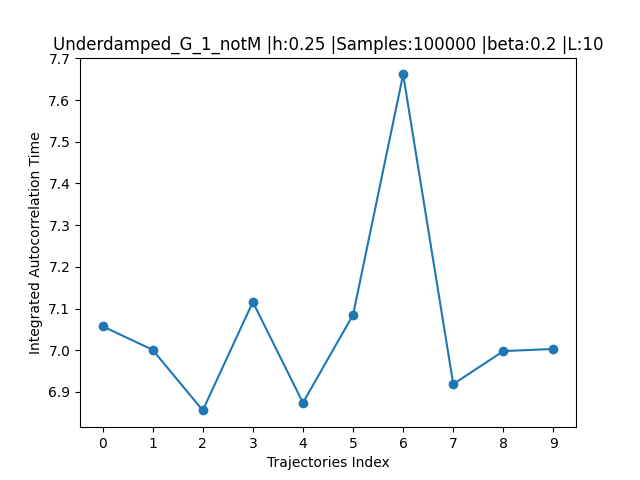 Underdamped_G_1_notM |h:0.25 |Samples:100000 |beta:0.2 |L:10
Integrated Autocorrelation Time
7.7
7.6
7.5
7.4
7.3
7.2
7.1
7.0
6.9
0 1 2 3 4 5 6 7 8 9
Trajectories Index